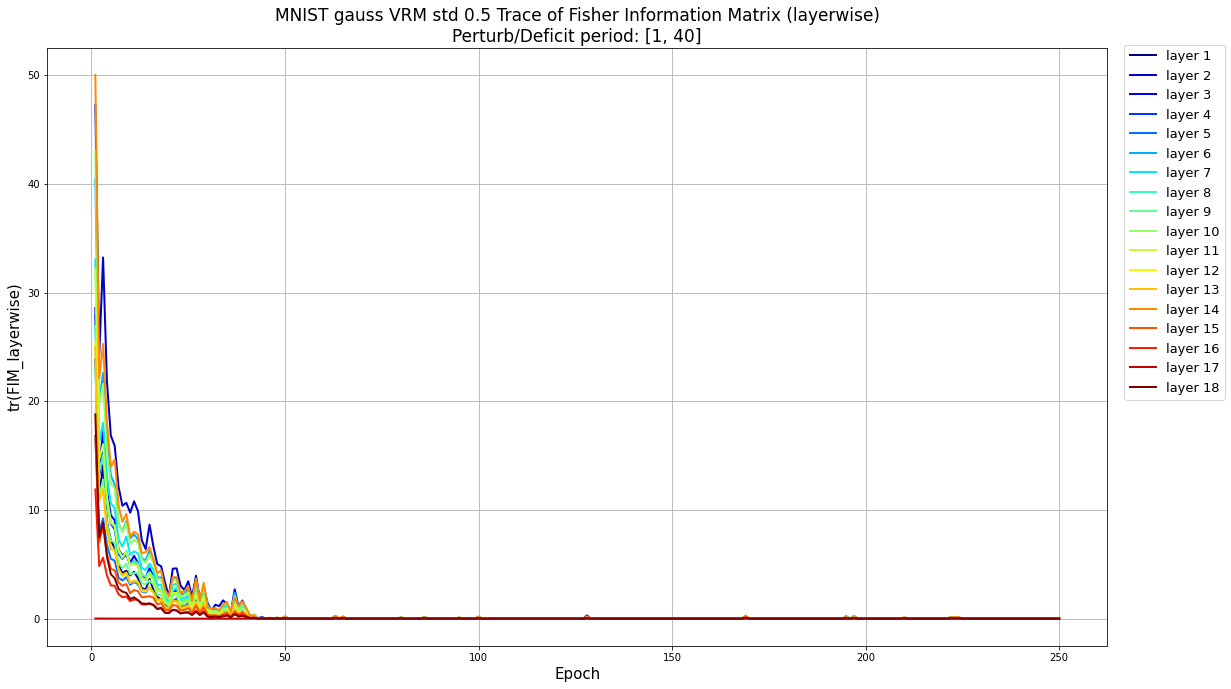 MNIST gauss VRM std 0.5 Trace of Fisher Information Matrix (layerwise)
Perturb/Deficit period: [1, 40]
tr(FIM_layerwise)
50
40
30
20
10
0
0
50
100
150
200
250
Epoch
layer 1
layer 2
layer 3
layer 4
layer 5
layer 6
layer 7
layer 8
layer 9
layer 10
layer 11
layer 12
layer 13
layer 14
layer 15
layer 16
layer 17
layer 18